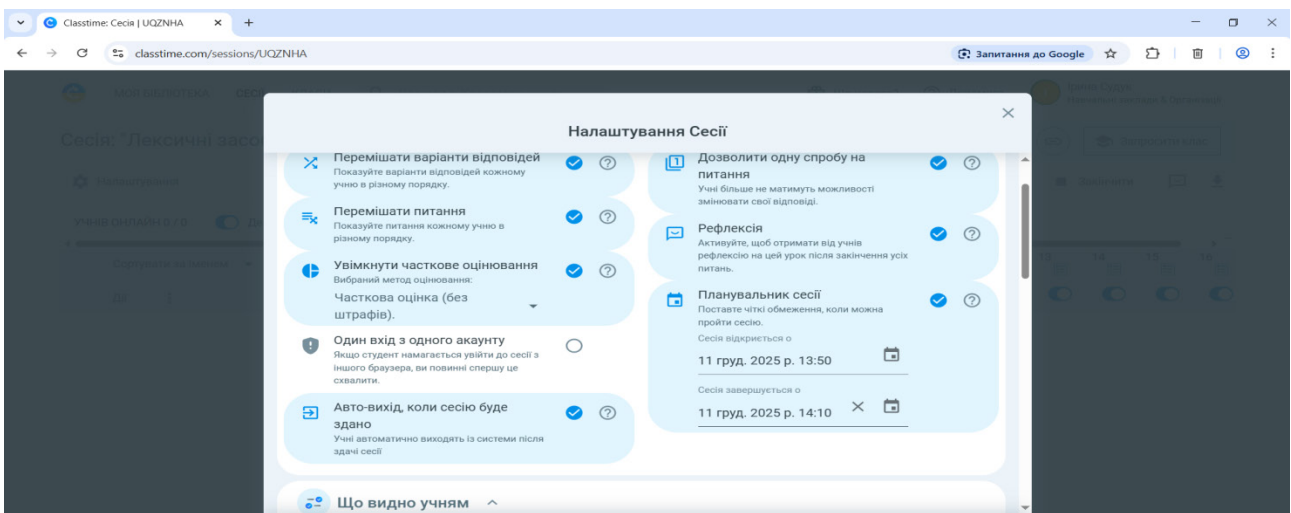 Classtime: Сесія | UQZNHA
classtime.com/sessions/UQZNHA
Запитання до Google
МОЯ БІБЛІОТЕКА
Сесія: "Лексичні засо
Налаштування
Налаштування Сесії
Перемішати варіанти відповідей
Показуйте варіанти відповідей кожному
учню в різному порядку.
Перемішати питання
Показуйте питання кожному учню в
різному порядку.
Увімкнути часткове оцінювання
Вибраний метод оцінювання:
Часткова оцінка (без
штрафів).
Один вхід з одного акаунту
Якщо студент намагається увійти до сесії з
іншого браузера, ви повинні спершу це
схвалити.
Авто-вихід, коли сесію буде
здано
Учні автоматично виходять із системи після
здачі сесії
Дозволити одну спробу на
питання
Учні більше не матимуть можливості
змінювати свої відповіді.
Рефлексія
Активуйте, щоб отримати від учнів
рефлексію на цей урок після закінчення усіх
питань.
Планувальник сесії
Поставте чіткі обмеження, коли можна
пройти сесію.
Сесія відкриється о
11 груд. 2025 р. 13:50
Сесія завершується о
11 груд. 2025 р. 14:10
Що видно учням